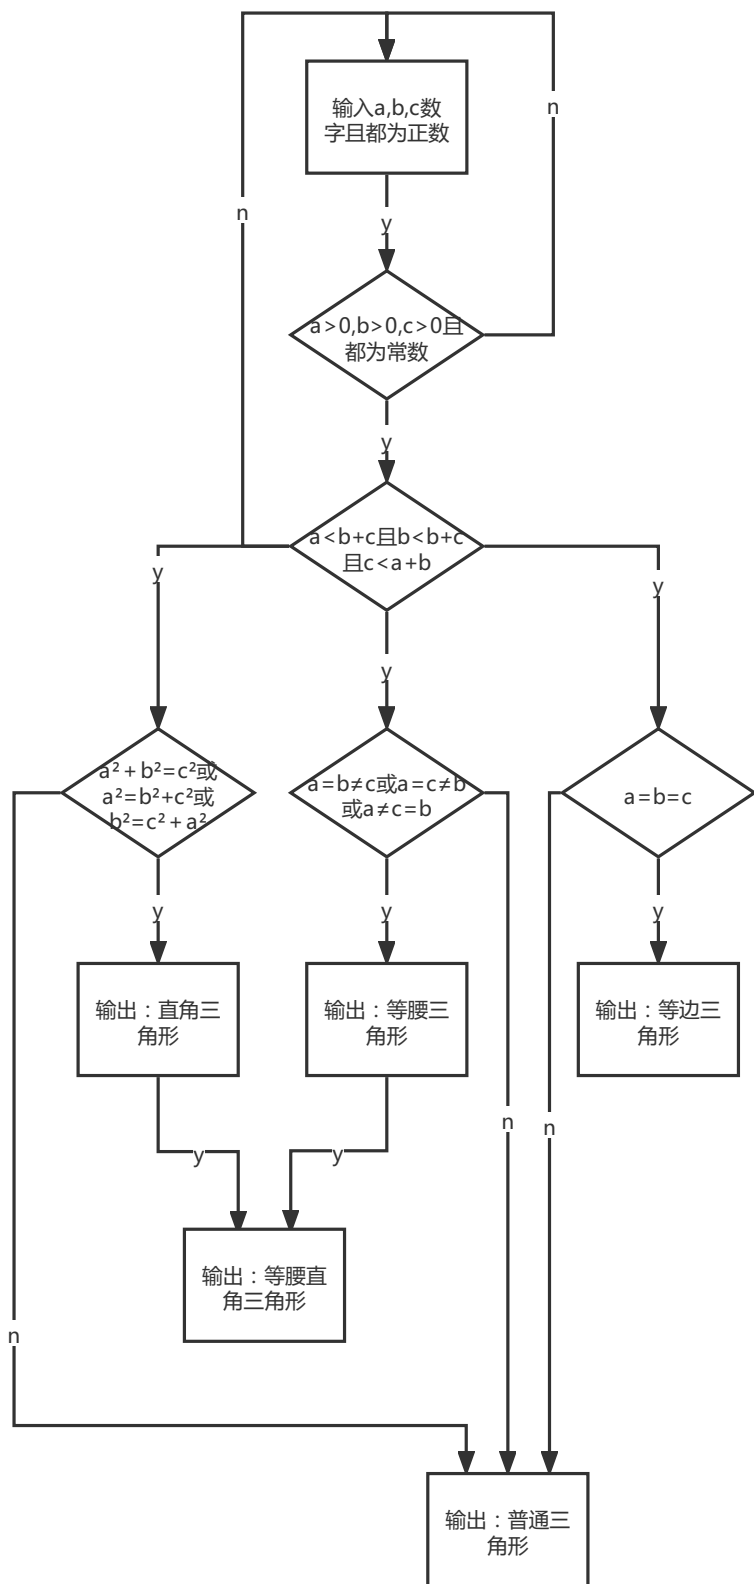 输入a,b,c数
字且都为正数
n
n
y
a>0,b>0,c>0且
都为常数
y
a<b+c且b<b+c
且c<a+b
y
y
y
a²+b²=c²或
a²=b²+c²或
b²=c²+a²
a=b≠c或a=c≠b
或a≠c=b
a=b=c
y
y
y
输出：直角三
角形
输出：等腰三
角形
输出：等边三
角形
n
n
y
y
输出：等腰直
角三角形
n
输出：普通三
角形